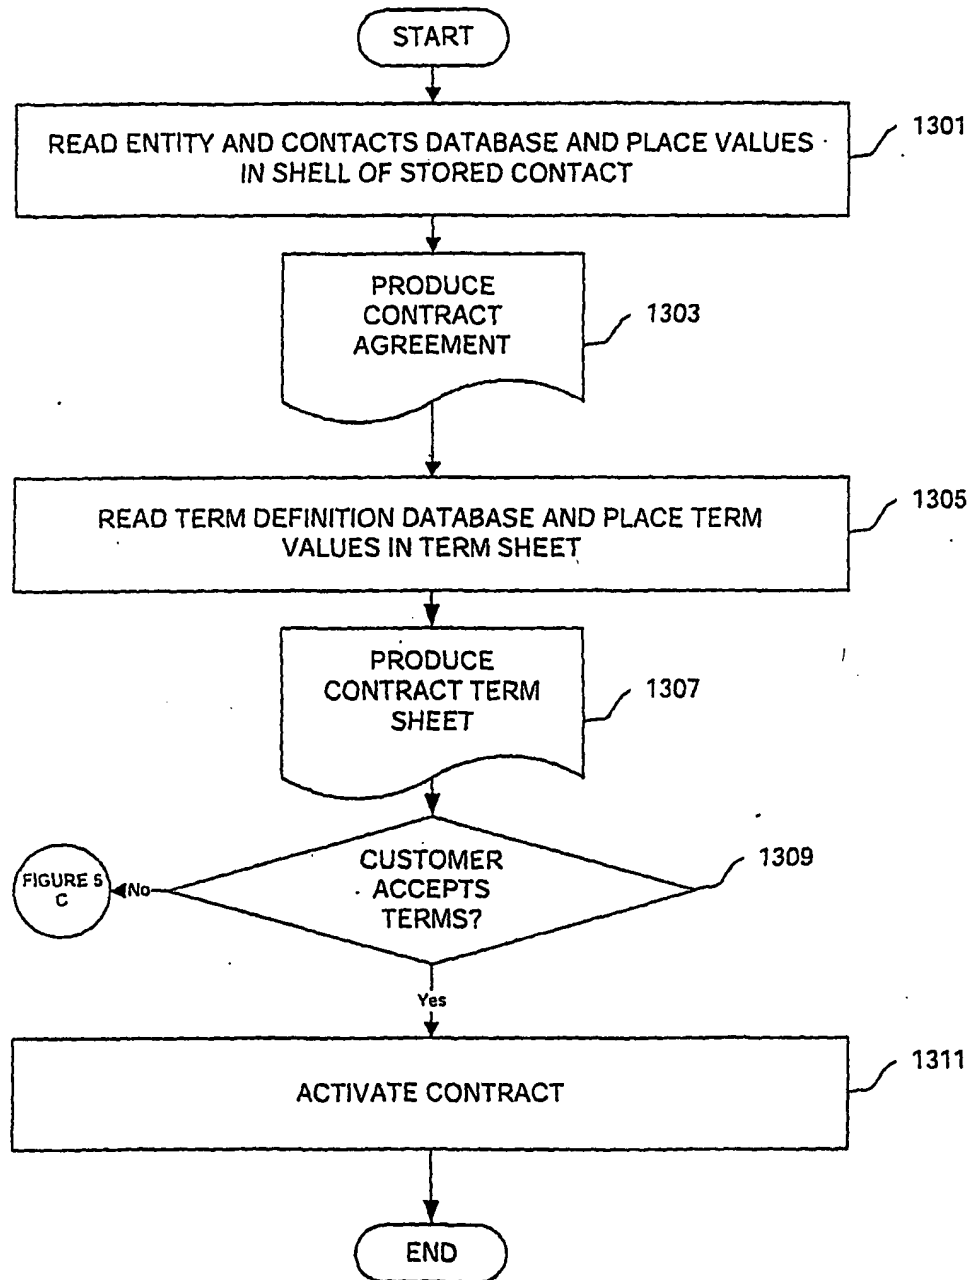 START
READ ENTITY AND CONTACTS DATABASE AND PLACE VALUES
IN SHELL OF STORED CONTACT
1301
PRODUCE
CONTRACT
AGREEMENT
1303
READ TERM DEFINITION DATABASE AND PLACE TERM
VALUES IN TERM SHEET
1305
PRODUCE
CONTRACT TERM
SHEET
1307
CUSTOMER
ACCEPTS
TERMS?
1309
No
FIGURE 5
C
Yes
ACTIVATE CONTRACT
1311
END